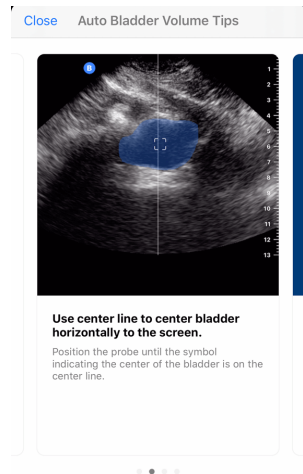 Close Auto Bladder Volume Tips
B
1
2
3
4
5
6
7
8
9
10
11
12
13
Use center line to center bladder
horizontally to the screen.
Position the probe until the symbol
indicating the center of the bladder is on the
center line.